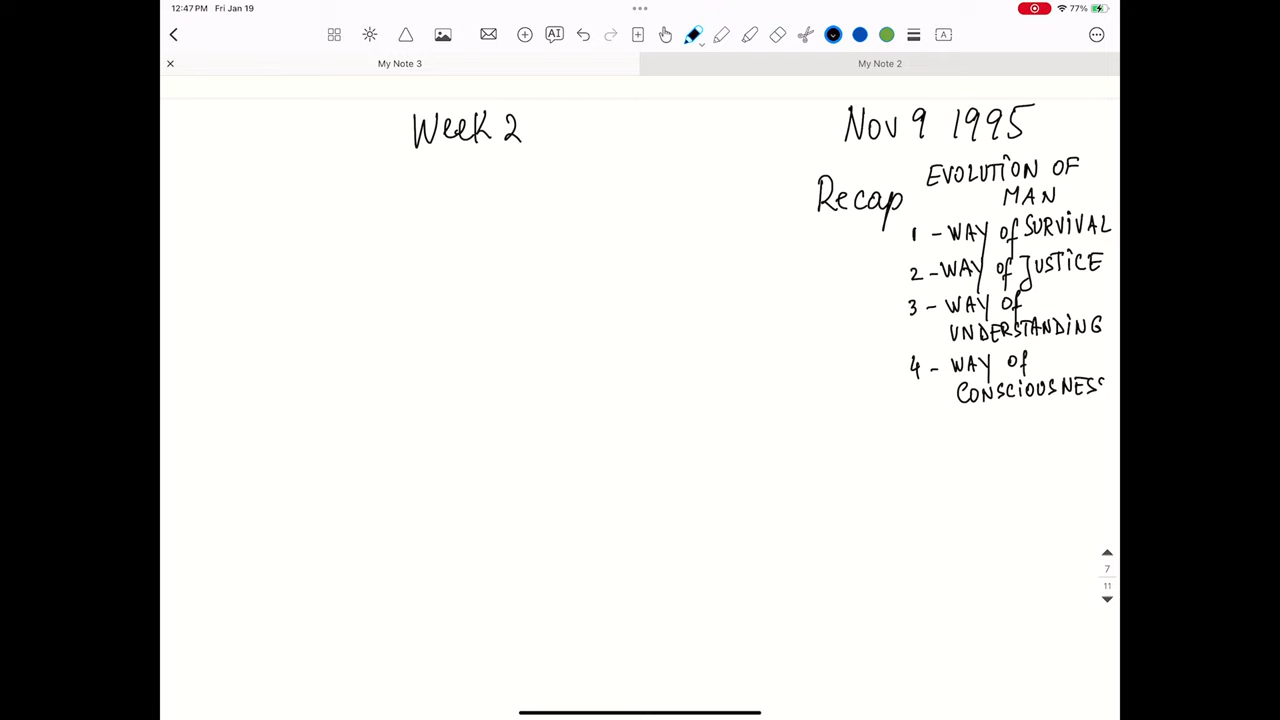 12:47 PM Fri Jan 19
77%
AI
A
My Note 3
My Note 2
Week 2
Nov 9 1995
Recap
EVOLUTION OF
MAN
1 - WAY of SURVIVAL
2 - WAY of JUSTICE
3 - WAY Of
UNDERSTANDING
4 - WAY Of
CONSCIOUSNESS
7
11